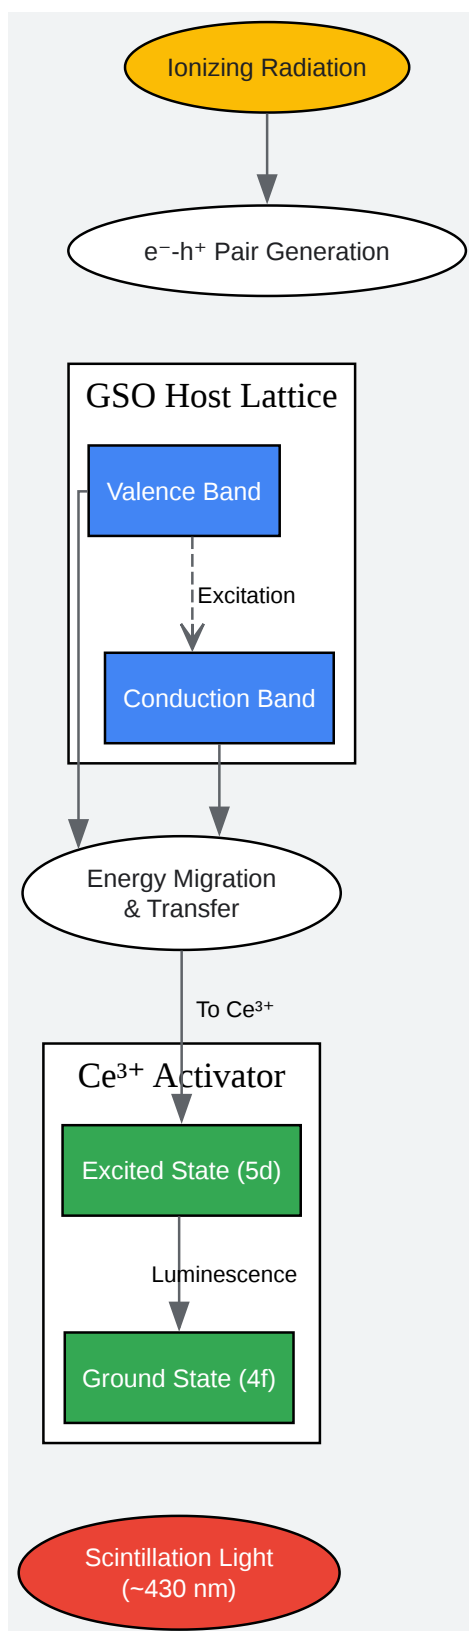 Ionizing Radiation
e⁻-h⁺ Pair Generation
GSO Host Lattice
Valence Band
Excitation
Conduction Band
Energy Migration
& Transfer
To Ce³⁺
Ce³⁺ Activator
Excited State (5d)
Luminescence
Ground State (4f)
Scintillation Light
(~430 nm)